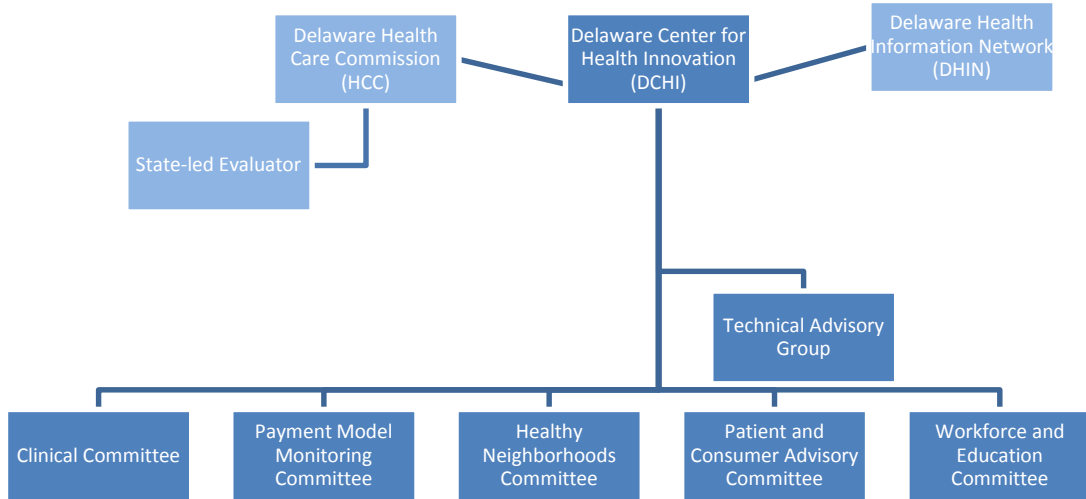 Delaware Health
Care Commission
(HCC)
Delaware Center for
Health Innovation
(DCHI)
Delaware Health
Information Network
(DHIN)
State-led Evaluator
Technical Advisory
Group
Clinical Committee
Payment Model
Monitoring
Committee
Healthy
Neighborhoods
Committee
Patient and
Consumer Advisory
Committee
Workforce and
Education
Committee